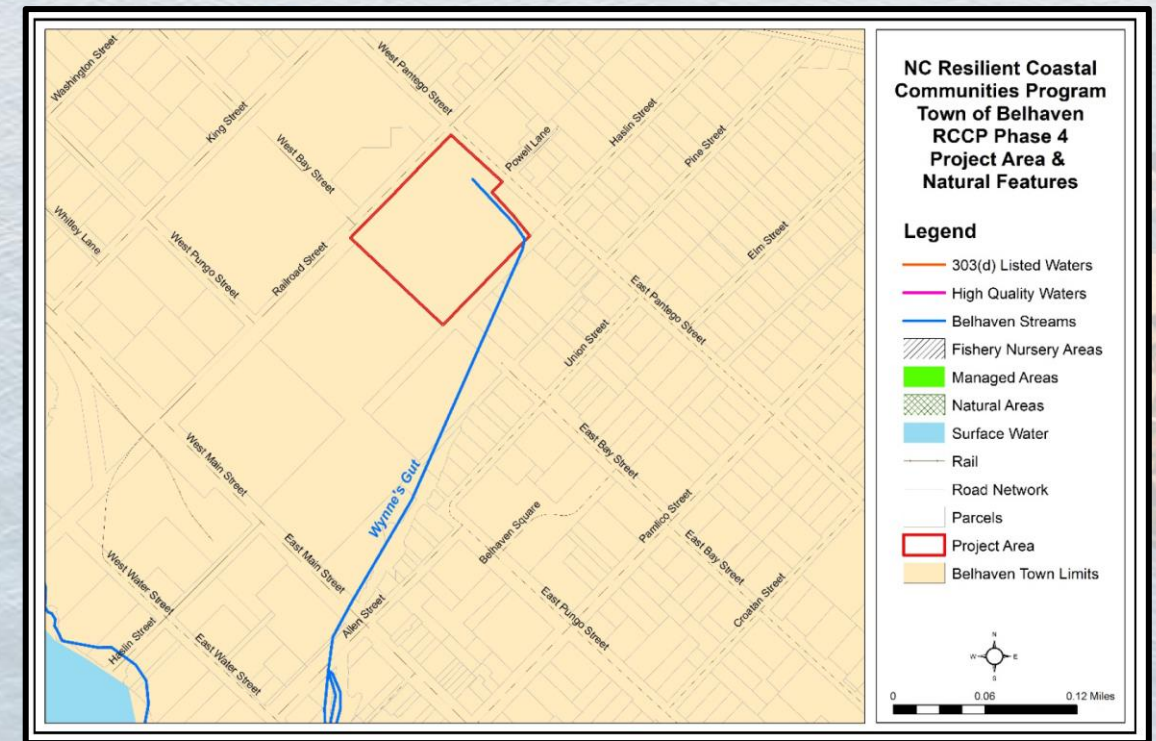 Washington Street
King Street
West Pantego Street
Powell Lane
Haslin Street
Pine Street
West Bay Street
Whitley Lane
West Pungo Street
Railroad Street
Elm Street
East Pantego Street
Union Street
West Main Street
Wynne's Gut
East Bay Street
Belhaven Square
Pamlico Street
East Bay Street
East Main Street
West Water Street
Allen Street
East Pungo Street
Croatan Street
Haslin Street
East Water Street
NC Resilient Coastal
Communities Program
Town of Belhaven
RCCP Phase 4
Project Area &
Natural Features
Legend
303(d) Listed Waters
High Quality Waters
Belhaven Streams
Fishery Nursery Areas
Managed Areas
Natural Areas
Surface Water
Rail
Road Network
Parcels
Project Area
Belhaven Town Limits
N
W E
S
0 0.06 0.12 Miles